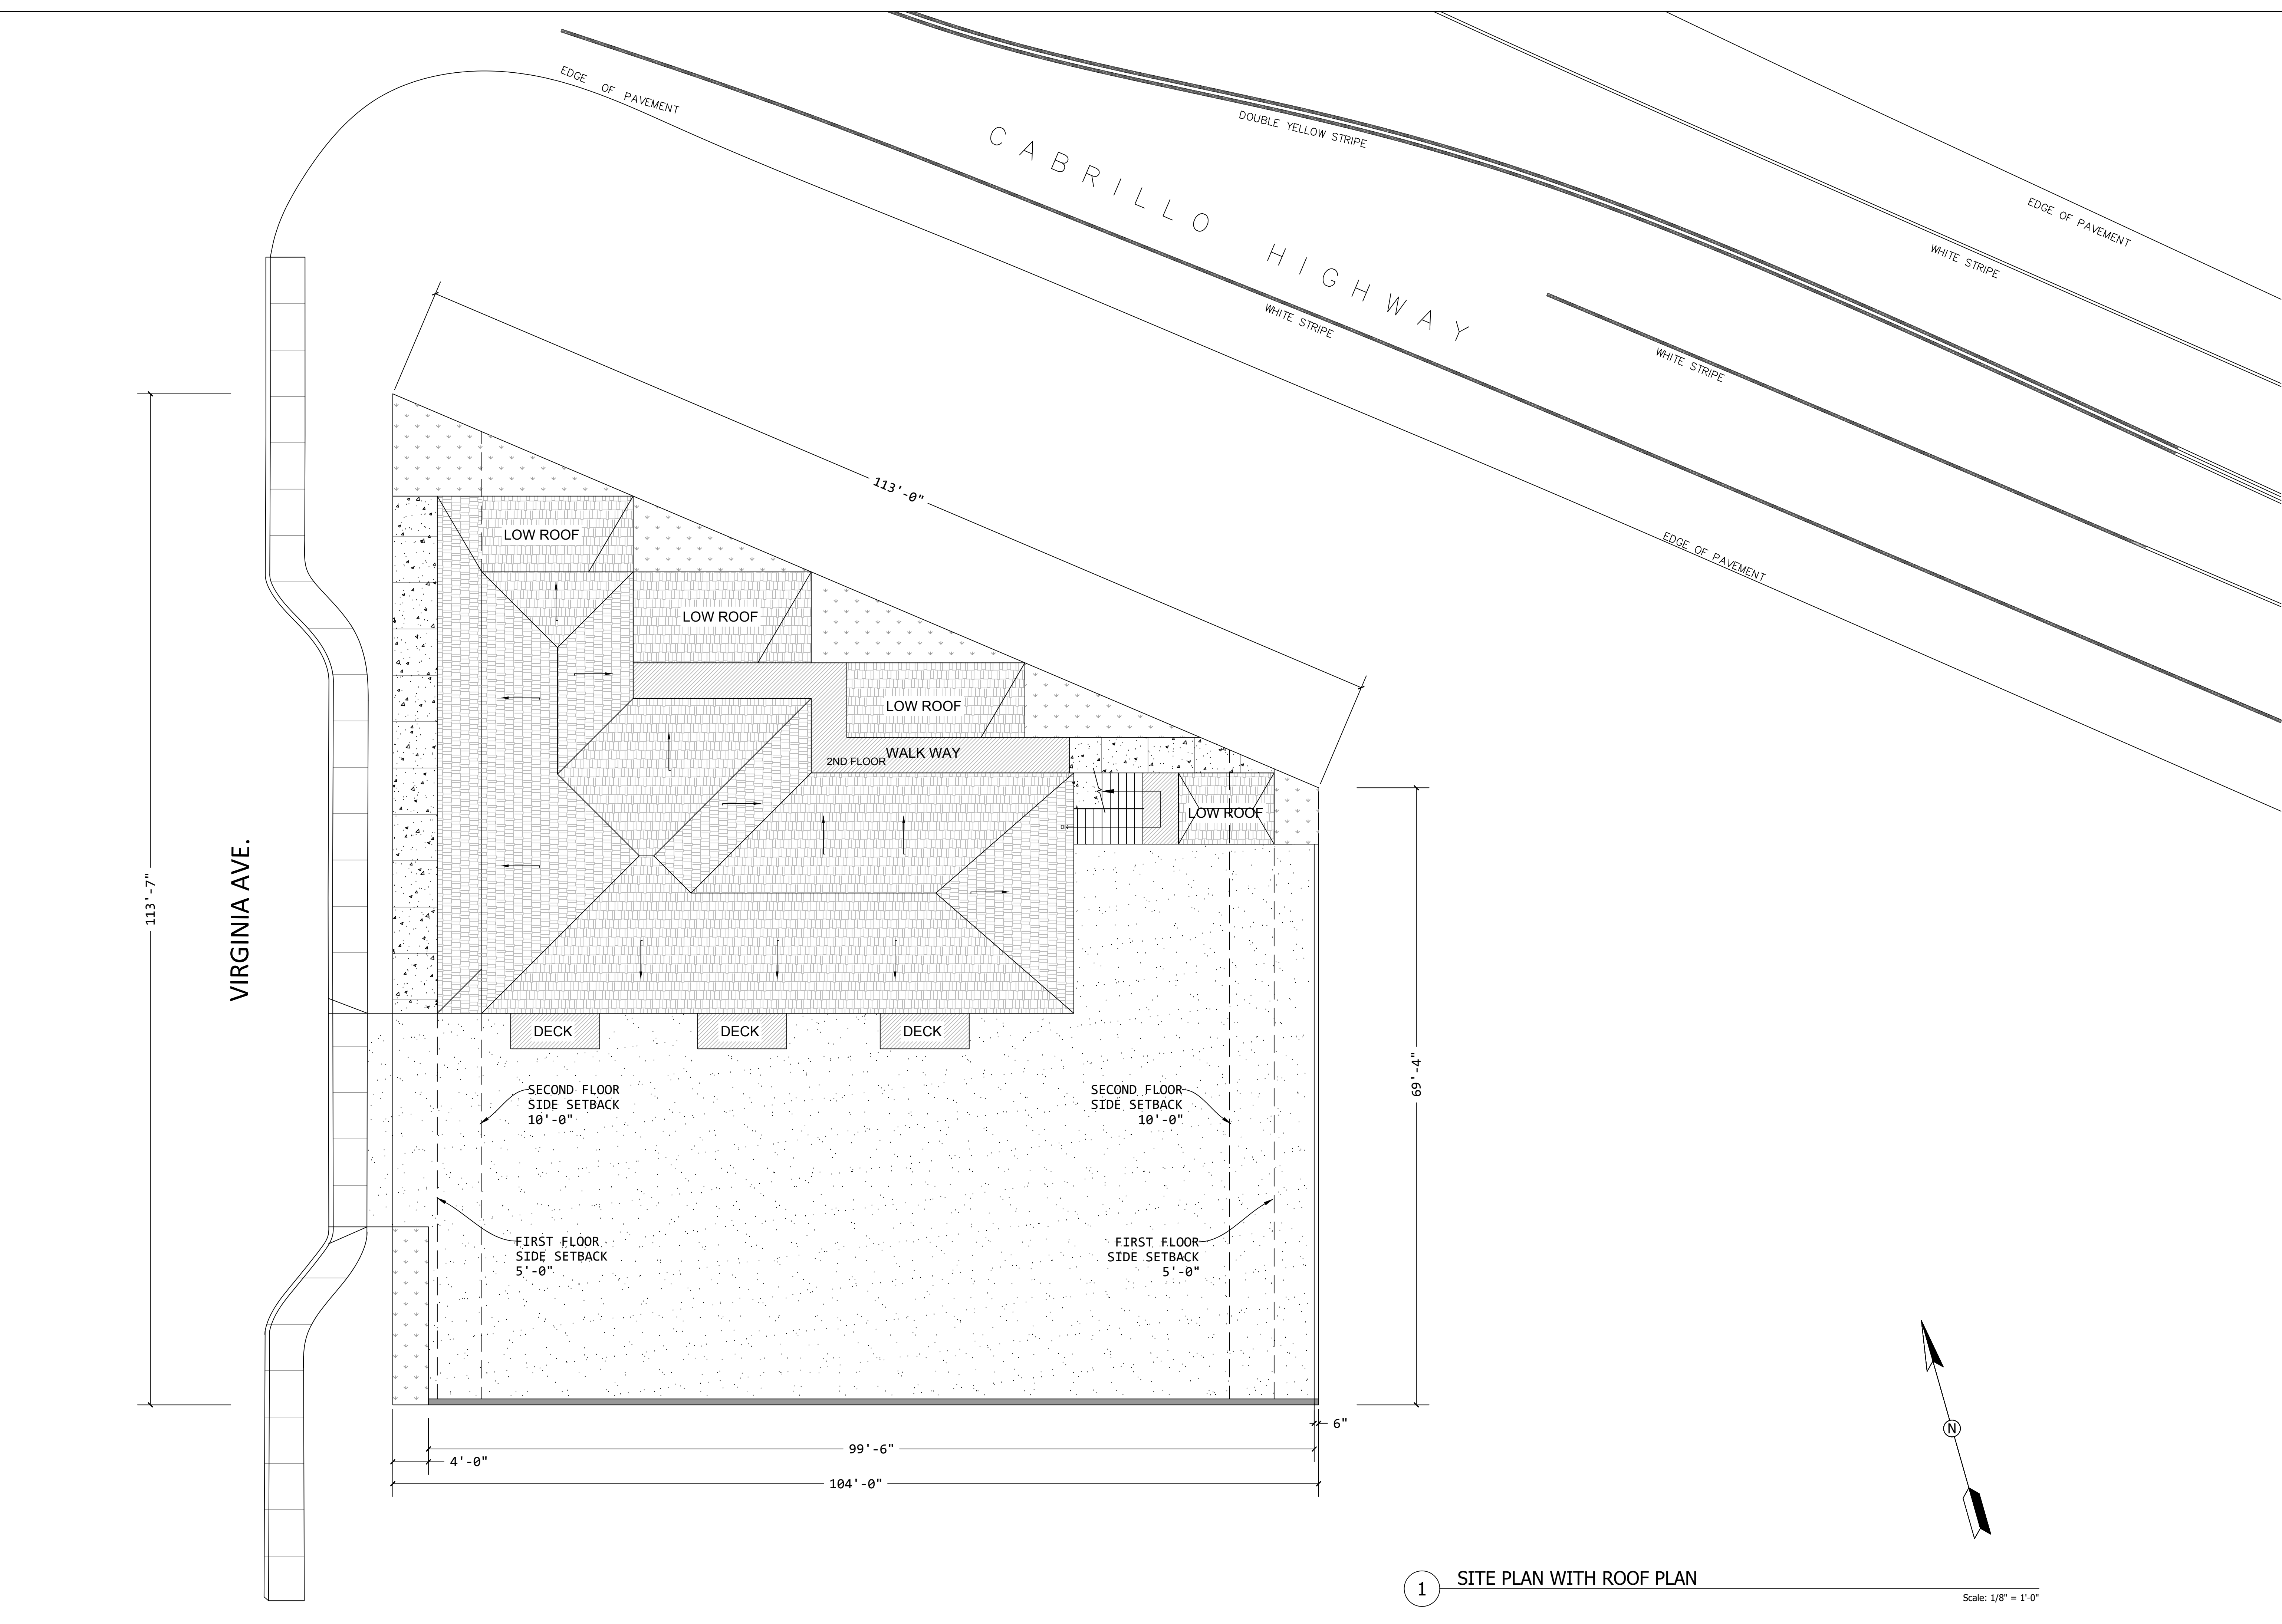 EDGE OF PAVEMENT
DOUBLE YELLOW STRIPE
CABRILLO HIGHWAY
EDGE OF PAVEMENT
WHITE STRIPE
WHITE STRIPE
WHITE STRIPE
113'-0"
EDGE OF PAVEMENT
LOW ROOF
LOW ROOF
LOW ROOF
WALK WAY
2ND FLOOR
LOW ROOF
DN
VIRGINIA AVE.
113'-7"
DECK
DECK
DECK
69'-4"
SECOND FLOOR
SIDE SETBACK
10'-0"
SECOND FLOOR
SIDE SETBACK
10'-0"
FIRST FLOOR
SIDE SETBACK
5'-0"
FIRST FLOOR
SIDE SETBACK
5'-0"
6"
99'-6"
4'-0"
104'-0"
N
1
SITE PLAN WITH ROOF PLAN
Scale: 1/8" = 1'-0"